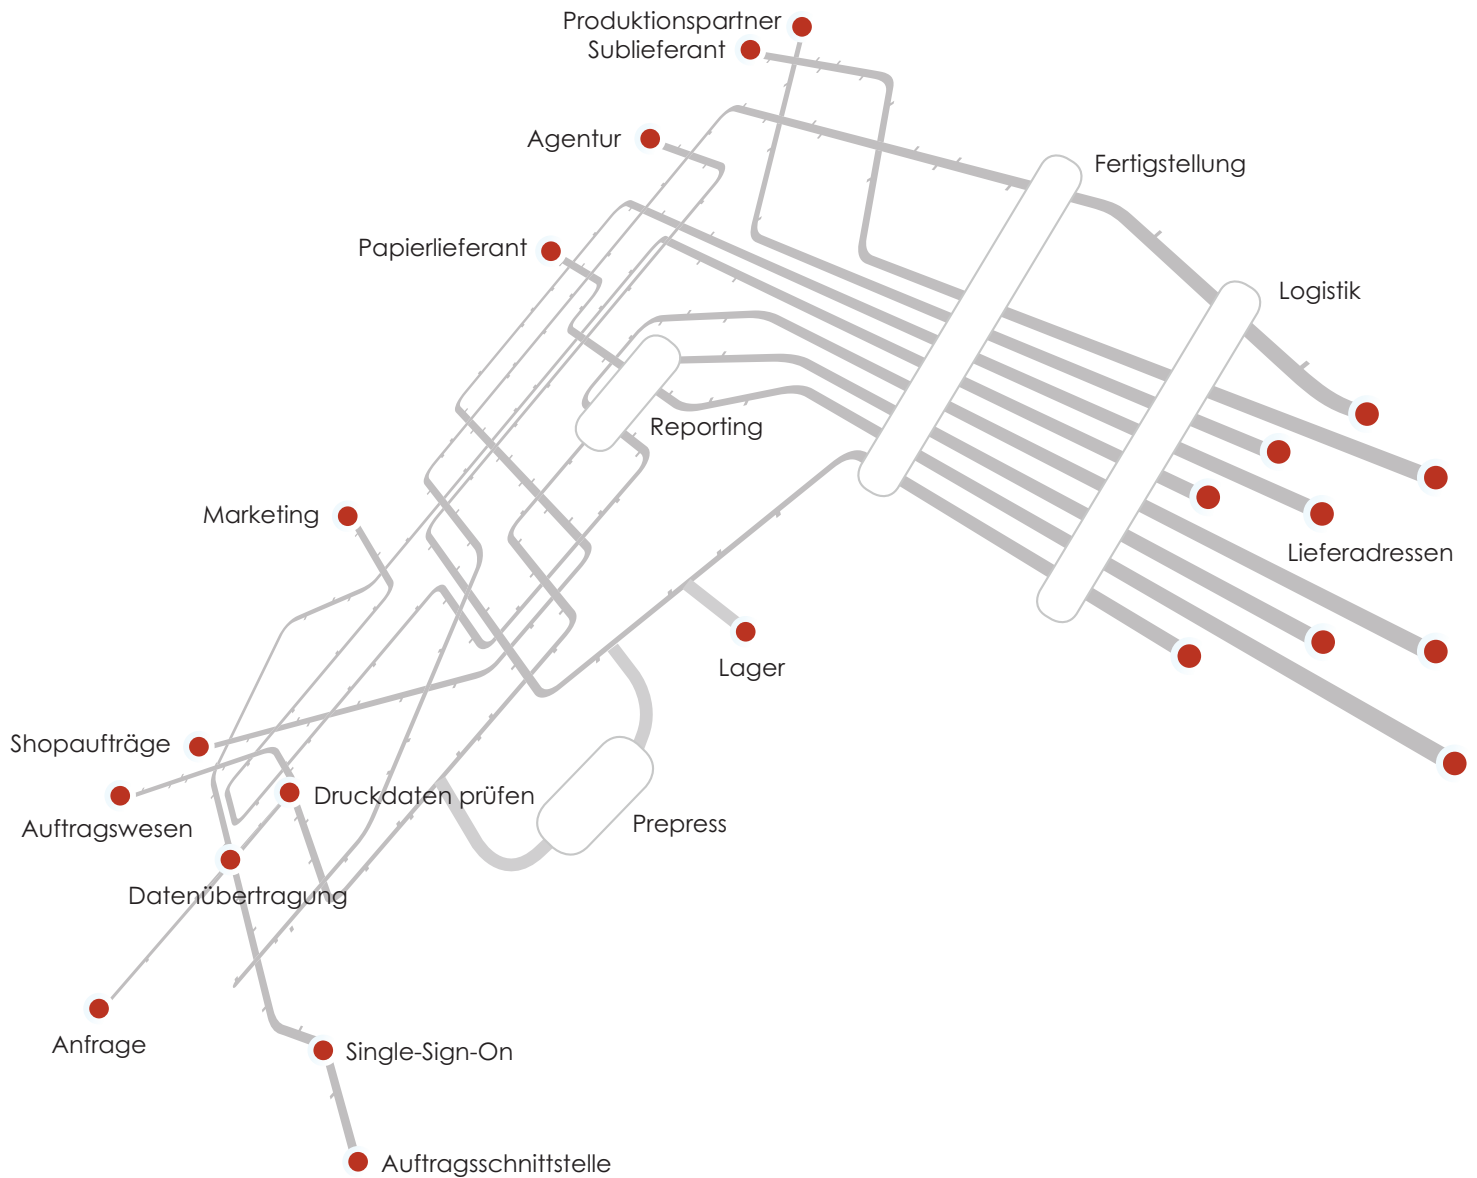 Produktionspartner
Sublieferant
Agentur
Fertigstellung
Papierlieferant
Logistik
Reporting
Marketing
Lieferadressen
Lager
Shopaufträge
Druckdaten prüfen
Auftragswesen
Prepress
Datenübertragung
Anfrage
Single-Sign-On
Auftragsschnittstelle